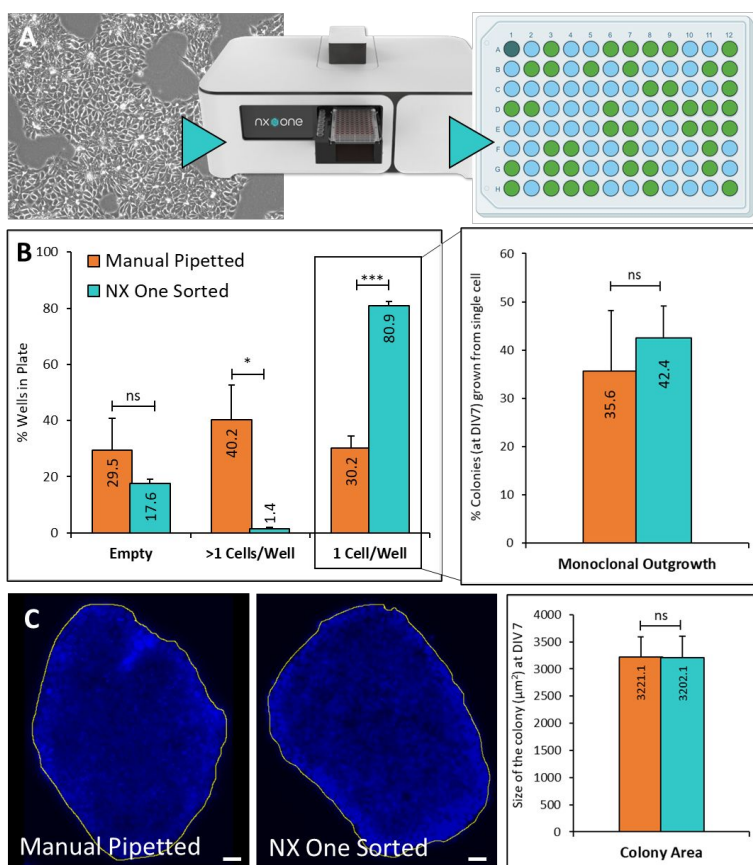 A
nx one
1 2 3 4 5 6 7 8 9 10 11 12
A
B
C
D
E
F
G
H
B
100
80
60
40
20
0
% Wells in Plate
Manual Pipetted
NX One Sorted
ns
*
***
29.5
17.6
40.2
1.4
30.2
80.9
Empty
>1 Cells/Well
1 Cell/Well
60
50
40
30
20
10
0
% Colonies (at DIV7) grown from single cell
ns
35.6
42.4
Monoclonal Outgrowth
C
Manual Pipetted
NX One Sorted
4000
3500
3000
2500
2000
1500
1000
500
0
Size of the colony (µm²) at DIV 7
ns
3221.1
3202.1
Colony Area